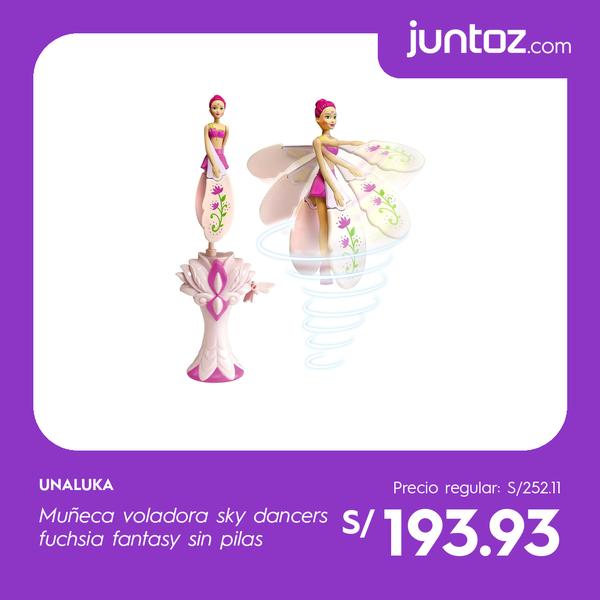 juntoz.com
UNALUKA
Muñeca voladora sky dancers
fuchsia fantasy sin pilas
Precio regular: S/252.11
S/193.93